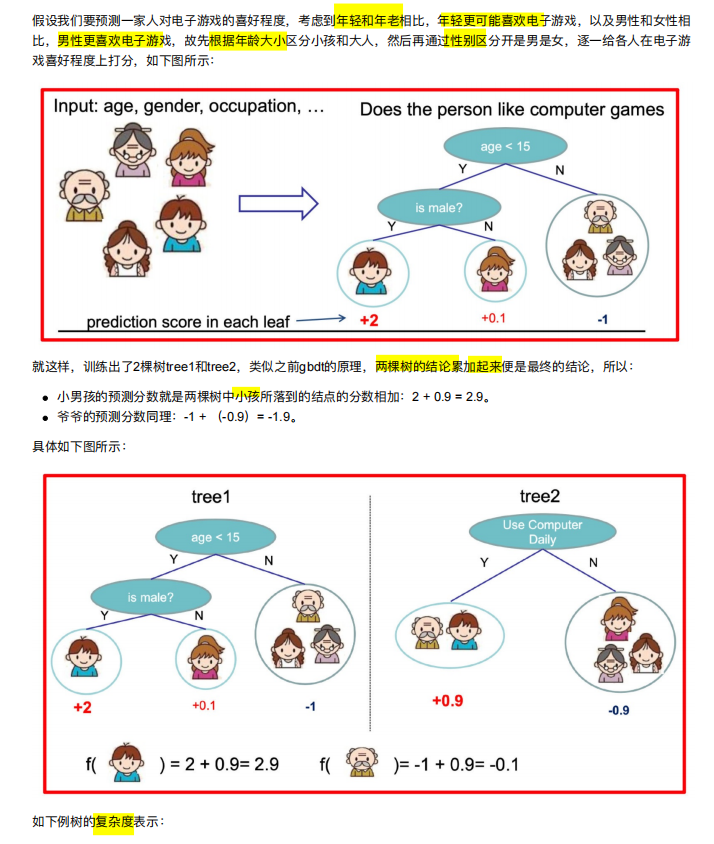 假设我们要预测一家人对电子游戏的喜好程度，考虑到年轻和年老相比，年轻更可能喜欢电子游戏，以及男性和女性相
比，男性更喜欢电子游戏，故先根据年龄大小区分小孩和大人，然后再通过性别区分开是男是女，逐一给各人在电子游
戏喜好程度上打分，如下图所示：
Input: age, gender, occupation, …
Does the person like computer games
age < 15
Y
N
is male?
Y
N
prediction score in each leaf
+2
+0.1
-1
就这样，训练出了2棵树tree1和tree2，类似之前gbdt的原理，两棵树的结论累加起来便是最终的结论，所以：
● 小男孩的预测分数就是两棵树中小孩所落到的结点的分数相加：2 + 0.9 = 2.9。
● 爷爷的预测分数同理：-1 + （-0.9）= -1.9。
具体如下图所示：
tree1
age < 15
Y
N
is male?
Y
N
+2
+0.1
-1
tree2
Use Computer
Daily
Y
N
+0.9
-0.9
f( ) = 2 + 0.9= 2.9
f( )= -1 + 0.9= -0.1
如下例树的复杂度表示：